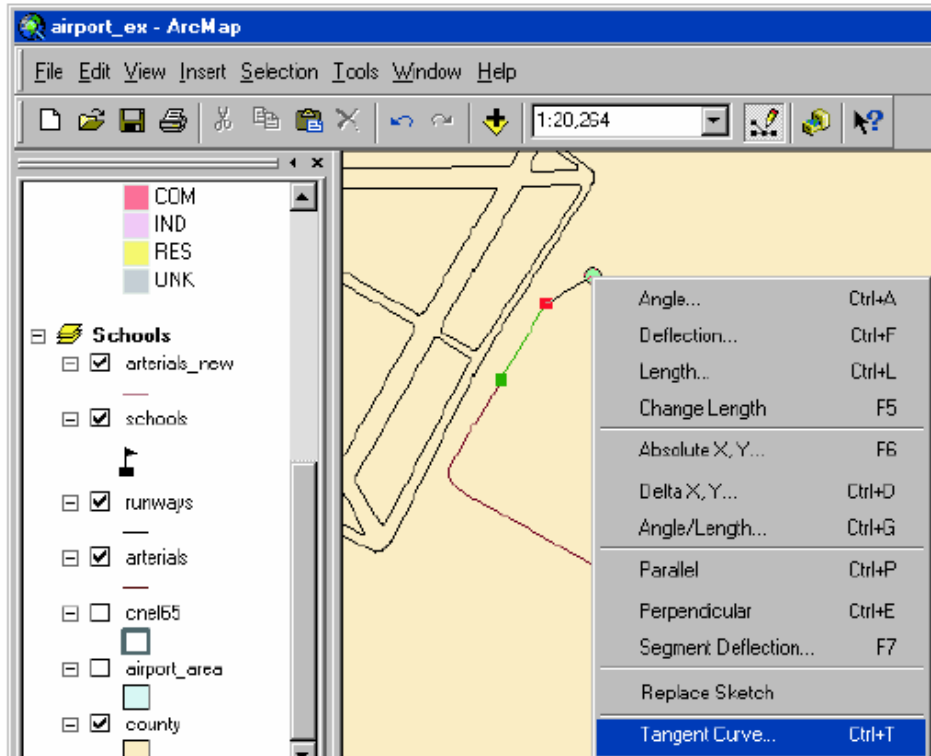 airport_ex - ArcMap
File Edit View Insert Selection Tools Window Help
1:20,264
COM
IND
RES
UNK
Schools
arterials_new
schools
runways
arterials
cnel65
airport_area
county
Angle... Ctrl+A
Deflection... Ctrl+F
Length... Ctrl+L
Change Length F5
Absolute X, Y... F6
Delta X, Y... Ctrl+D
Angle/Length... Ctrl+G
Parallel Ctrl+P
Perpendicular Ctrl+E
Segment Deflection... F7
Replace Sketch
Tangent Curve... Ctrl+T